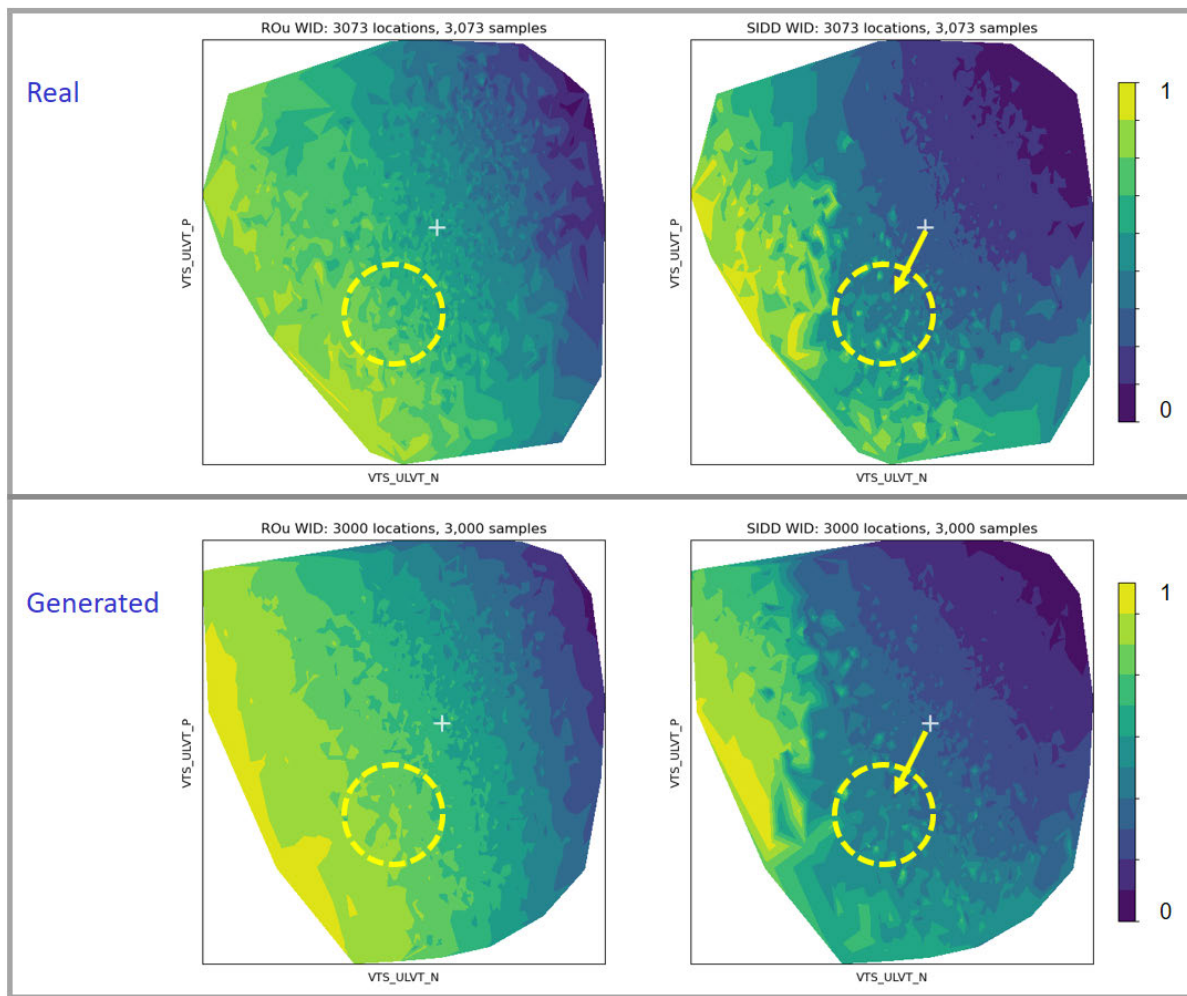 ROu WID: 3073 locations, 3,073 samples
SIDD WID: 3073 locations, 3,073 samples
Real
1
VTS_ULVT_P
VTS_ULVT_P
0
VTS_ULVT_N
VTS_ULVT_N
ROu WID: 3000 locations, 3,000 samples
SIDD WID: 3000 locations, 3,000 samples
Generated
1
VTS_ULVT_P
VTS_ULVT_P
0
VTS_ULVT_N
VTS_ULVT_N